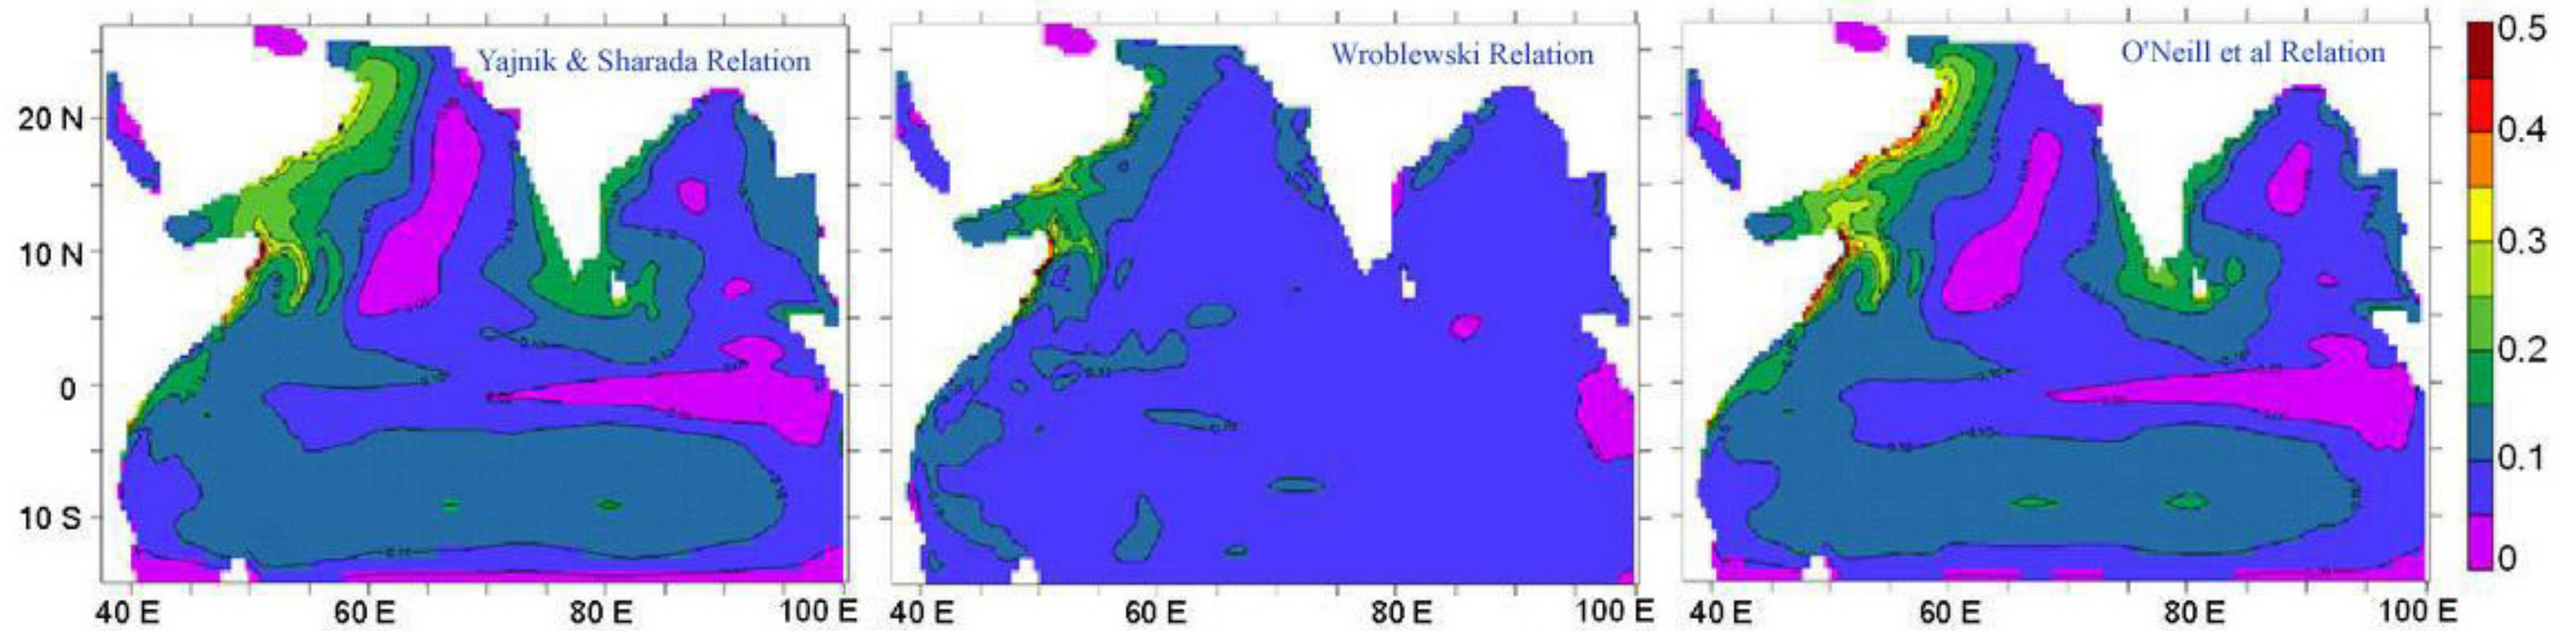 Yajnik & Sharada Relation
Wroblewski Relation
O'Neill et al Relation
20 N
10 N
0
10 S
40 E 60 E 80 E 100 E
40 E 60 E 80 E 100 E
40 E 60 E 80 E 100 E
0.5
0.4
0.3
0.2
0.1
0